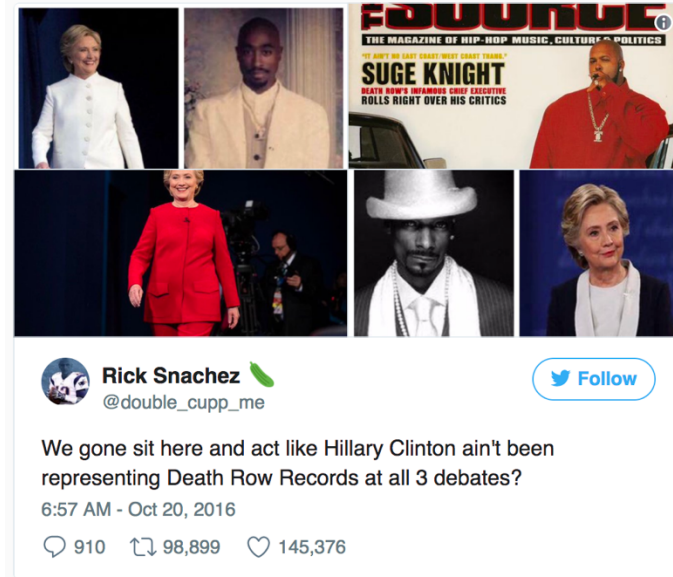 THE SOURCE
THE MAGAZINE OF HIP-HOP MUSIC, CULTURE & POLITICS
"IT AIN'T NO EAST COAST/WEST COAST THANG."
SUGE KNIGHT
DEATH ROW'S INFAMOUS CHIEF EXECUTIVE
ROLLS RIGHT OVER HIS CRITICS
Rick Snachez 🥒
@double_cupp_me
Follow
We gone sit here and act like Hillary Clinton ain't been
representing Death Row Records at all 3 debates?
6:57 AM - Oct 20, 2016
910 98,899 145,376